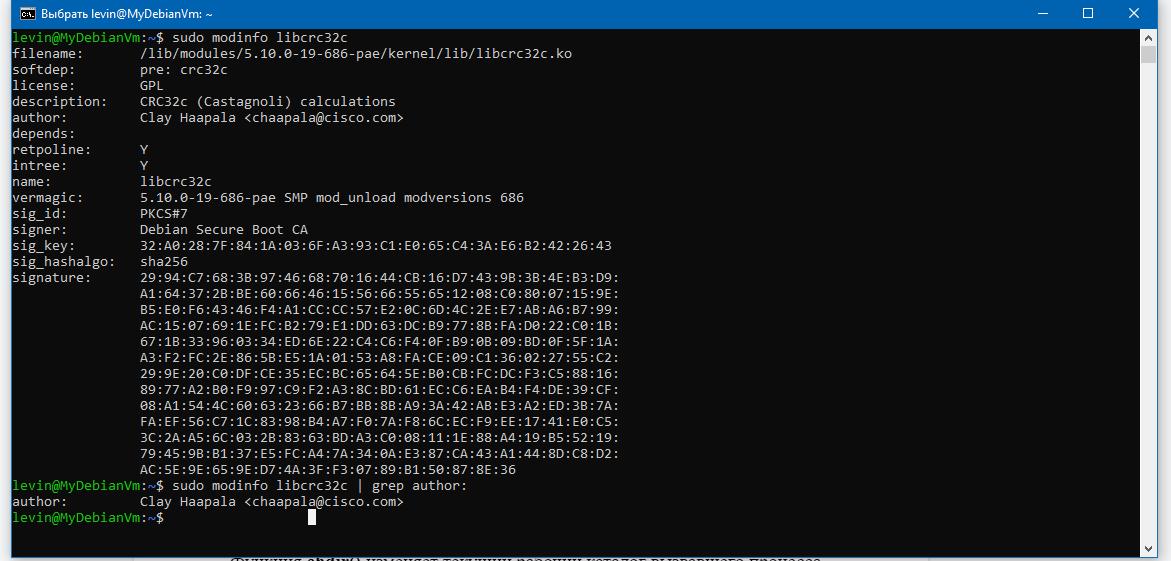 Выбрать levin@MyDebianVm: ~
levin@MyDebianVm:~$ sudo modinfo libcrc32c
filename:       /lib/modules/5.10.0-19-686-pae/kernel/lib/libcrc32c.ko
softdep:        pre: crc32c
license:        GPL
description:    CRC32c (Castagnoli) calculations
author:         Clay Haapala <chaapala@cisco.com>
depends:
retpoline:      Y
intree:         Y
name:           libcrc32c
vermagic:       5.10.0-19-686-pae SMP mod_unload modversions 686
sig_id:         PKCS#7
signer:         Debian Secure Boot CA
sig_key:        32:A0:28:7F:84:1A:03:6F:A3:93:C1:E0:65:C4:3A:E6:B2:42:26:43
sig_hashalgo:   sha256
signature:      29:94:C7:68:3B:97:46:68:70:16:44:CB:16:D7:43:9B:3B:4E:B3:D9:
A1:64:37:2B:BE:60:66:46:15:56:66:55:65:12:08:C0:80:07:15:9E:
B5:E0:F6:43:46:F4:A1:CC:CC:57:E2:0C:6D:4C:2E:E7:AB:A6:B7:99:
AC:15:07:69:1E:FC:B2:79:E1:DD:63:DC:B9:77:8B:FA:D0:22:C0:1B:
67:1B:33:96:03:34:ED:6E:22:C4:C6:F4:0F:B9:0B:09:BD:0F:5F:1A:
A3:F2:FC:2E:86:5B:E5:1A:01:53:A8:FA:CE:09:C1:36:02:27:55:C2:
29:9E:20:C0:DF:CE:35:EC:BC:65:64:5E:B0:CB:FC:DC:F3:C5:88:16:
89:77:A2:B0:F9:97:C9:F2:A3:8C:BD:61:EC:C6:EA:B4:F4:DE:39:CF:
08:A1:54:4C:60:63:23:66:B7:BB:8B:A9:3A:42:AB:E3:A2:ED:3B:7A:
FA:EF:56:C7:1C:83:98:B4:A7:F0:7A:F8:6C:EC:F9:EE:17:41:E0:C5:
3C:2A:A5:6C:03:2B:83:63:BD:A3:C0:08:11:1E:88:A4:19:B5:52:19:
79:45:9B:B1:37:E5:FC:A4:7A:34:0A:E3:87:CA:43:A1:44:8D:C8:D2:
AC:5E:9E:65:9E:D7:4A:3F:F3:07:89:B1:50:87:8E:36
levin@MyDebianVm:~$ sudo modinfo libcrc32c | grep author:
author:         Clay Haapala <chaapala@cisco.com>
levin@MyDebianVm:~$